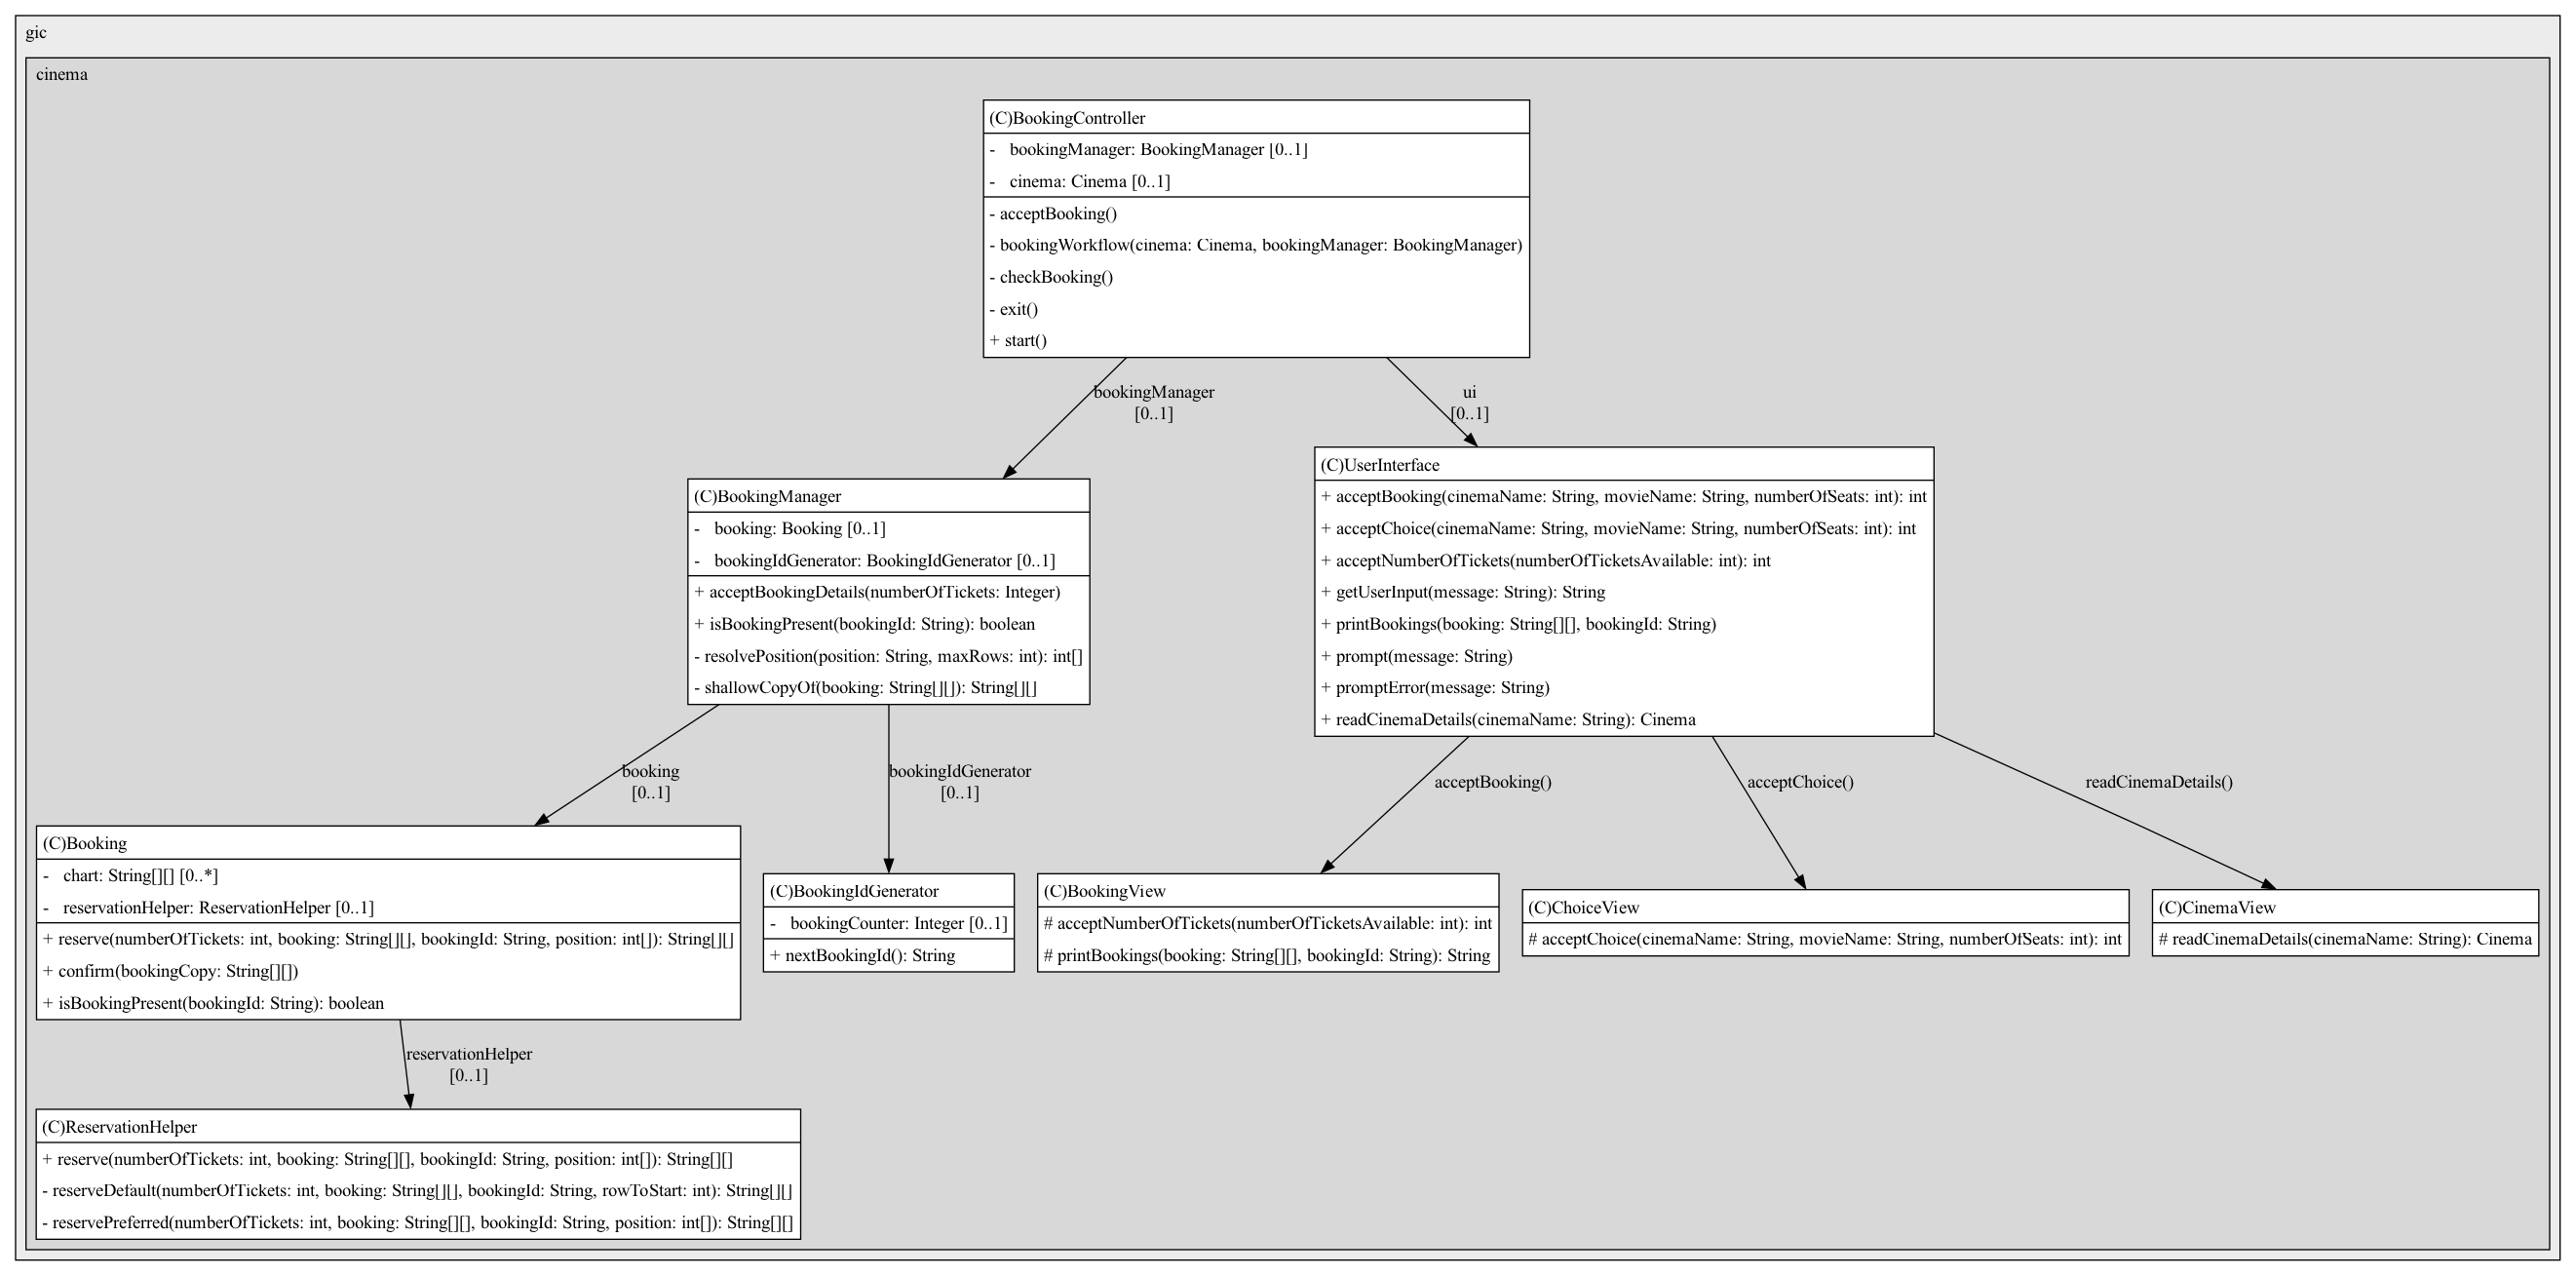 gic
cinema
(C)BookingController
-   bookingManager: BookingManager [0..1]
-   cinema: Cinema [0..1]
- acceptBooking()
- bookingWorkflow(cinema: Cinema, bookingManager: BookingManager)
- checkBooking()
- exit()
+ start()
bookingManager
[0..1]
ui
[0..1]
(C)BookingManager
-   booking: Booking [0..1]
-   bookingIdGenerator: BookingIdGenerator [0..1]
+ acceptBookingDetails(numberOfTickets: Integer)
+ isBookingPresent(bookingId: String): boolean
- resolvePosition(position: String, maxRows: int): int[]
- shallowCopyOf(booking: String[][]): String[][]
(C)UserInterface
+ acceptBooking(cinemaName: String, movieName: String, numberOfSeats: int): int
+ acceptChoice(cinemaName: String, movieName: String, numberOfSeats: int): int
+ acceptNumberOfTickets(numberOfTicketsAvailable: int): int
+ getUserInput(message: String): String
+ printBookings(booking: String[][], bookingId: String)
+ prompt(message: String)
+ promptError(message: String)
+ readCinemaDetails(cinemaName: String): Cinema
booking
[0..1]
bookingIdGenerator
[0..1]
acceptBooking()
acceptChoice()
readCinemaDetails()
(C)Booking
-   chart: String[][] [0..*]
-   reservationHelper: ReservationHelper [0..1]
+ reserve(numberOfTickets: int, booking: String[][], bookingId: String, position: int[]): String[][]
+ confirm(bookingCopy: String[][])
+ isBookingPresent(bookingId: String): boolean
(C)BookingIdGenerator
-   bookingCounter: Integer [0..1]
+ nextBookingId(): String
(C)BookingView
# acceptNumberOfTickets(numberOfTicketsAvailable: int): int
# printBookings(booking: String[][], bookingId: String): String
(C)ChoiceView
# acceptChoice(cinemaName: String, movieName: String, numberOfSeats: int): int
(C)CinemaView
# readCinemaDetails(cinemaName: String): Cinema
reservationHelper
[0..1]
(C)ReservationHelper
+ reserve(numberOfTickets: int, booking: String[][], bookingId: String, position: int[]): String[][]
- reserveDefault(numberOfTickets: int, booking: String[][], bookingId: String, rowToStart: int): String[][]
- reservePreferred(numberOfTickets: int, booking: String[][], bookingId: String, position: int[]): String[][]